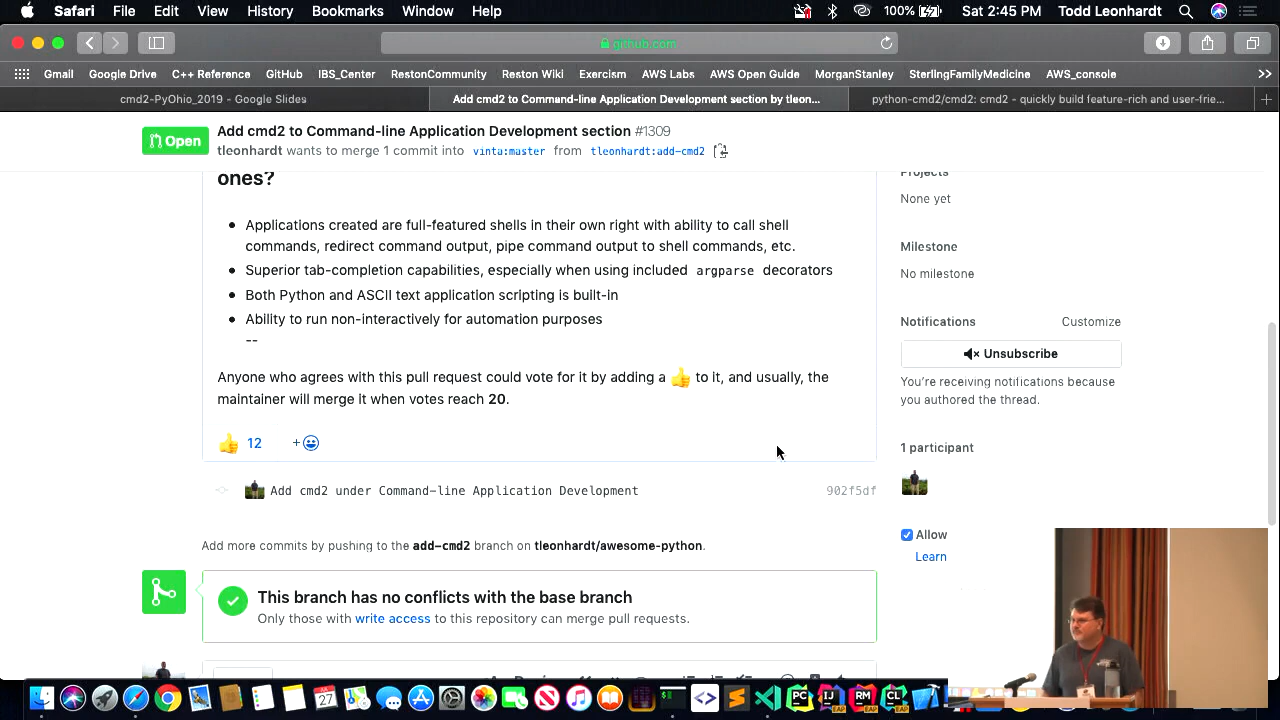 Safari File Edit View History Bookmarks Window Help 100% Sat 2:45 PM Todd Leonhardt
github.com
Gmail Google Drive C++ Reference GitHub IBS_Center RestonCommunity Reston Wiki Exercism AWS Labs AWS Open Guide MorganStanley SterlingFamilyMedicine AWS_console >>
cmd2-PyOhio_2019 - Google Slides Add cmd2 to Command-line Application Development section by tleon... python-cmd2/cmd2: cmd2 - quickly build feature-rich and user-frie... +
Open Add cmd2 to Command-line Application Development section #1309
tleonhardt wants to merge 1 commit into vinta:master from tleonhardt:add-cmd2
ones?
• Applications created are full-featured shells in their own right with ability to call shell
commands, redirect command output, pipe command output to shell commands, etc.
• Superior tab-completion capabilities, especially when using included argparse decorators
• Both Python and ASCII text application scripting is built-in
• Ability to run non-interactively for automation purposes
--
Anyone who agrees with this pull request could vote for it by adding a 👍 to it, and usually, the
maintainer will merge it when votes reach 20.
👍 12 +😀
Add cmd2 under Command-line Application Development 902f5df
Add more commits by pushing to the add-cmd2 branch on tleonhardt/awesome-python.
This branch has no conflicts with the base branch
Only those with write access to this repository can merge pull requests.
Projects
None yet
Milestone
No milestone
Notifications Customize
Unsubscribe
You're receiving notifications because
you authored the thread.
1 participant
Allow
Learn